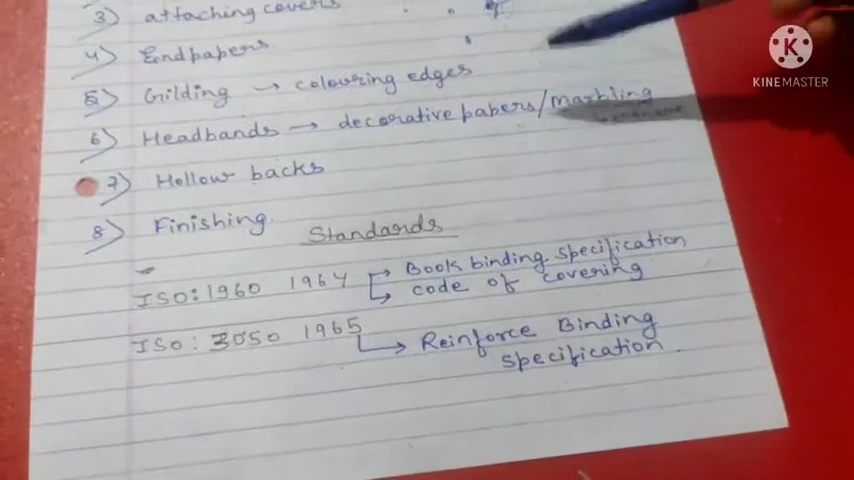 3) attaching covers
4) Endpapers
5) Gilding → colouring edges
6) Headbands → decorative papers/marbling
7) Hollow backs
8) Finishing
Standards
ISO: 1960 1964 → Book binding specification
→ code of covering
ISO: 3050 1965
→ Reinforce Binding
specification
K
KINEMASTER